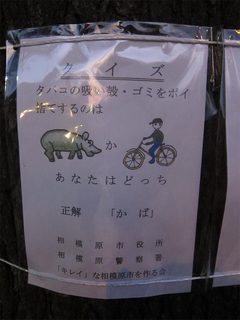 クイズ
タバコの吸い殻・ゴミをポイ
捨てするのは
か
あなたはどっち
正解 「かば」
相模原市役所
相模原警察署
「キレイ」な相模原市を作る会